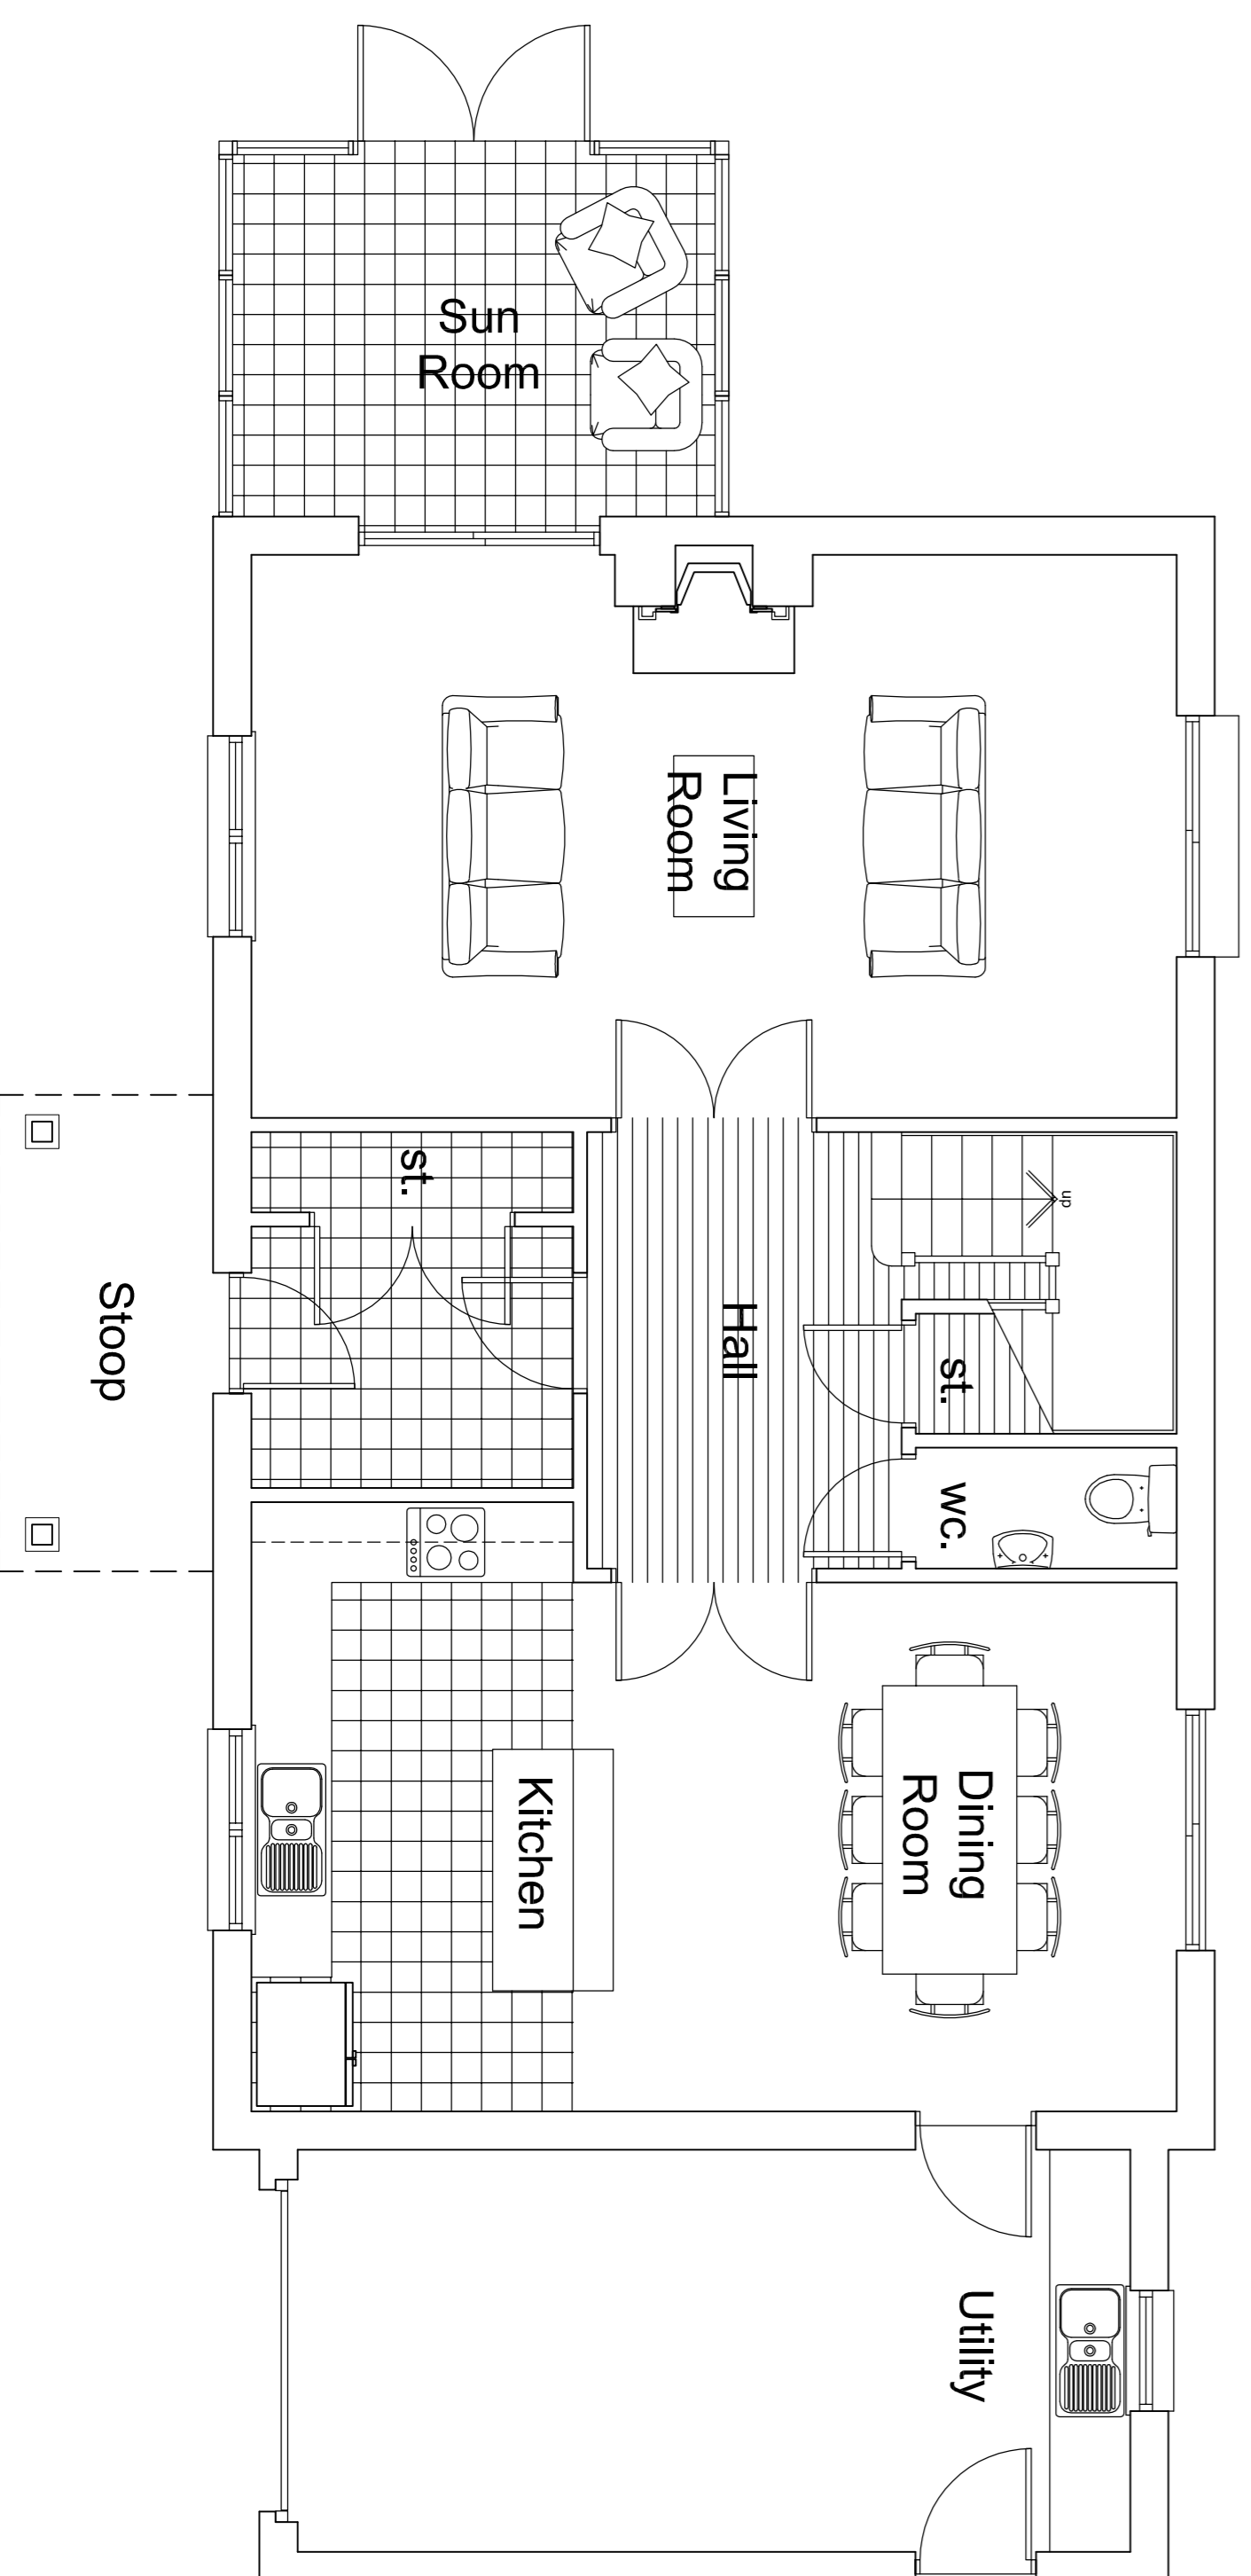 Sun
Room
Living
Room
st.
up
Hall
st.
Stoop
wc.
Dining
Room
Kitchen
Utility